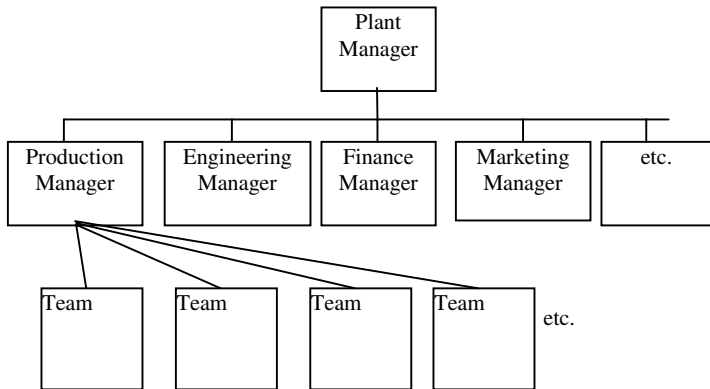 Plant
Manager
Production
Manager
Engineering
Manager
Finance
Manager
Marketing
Manager
etc.
Team
Team
Team
Team
etc.